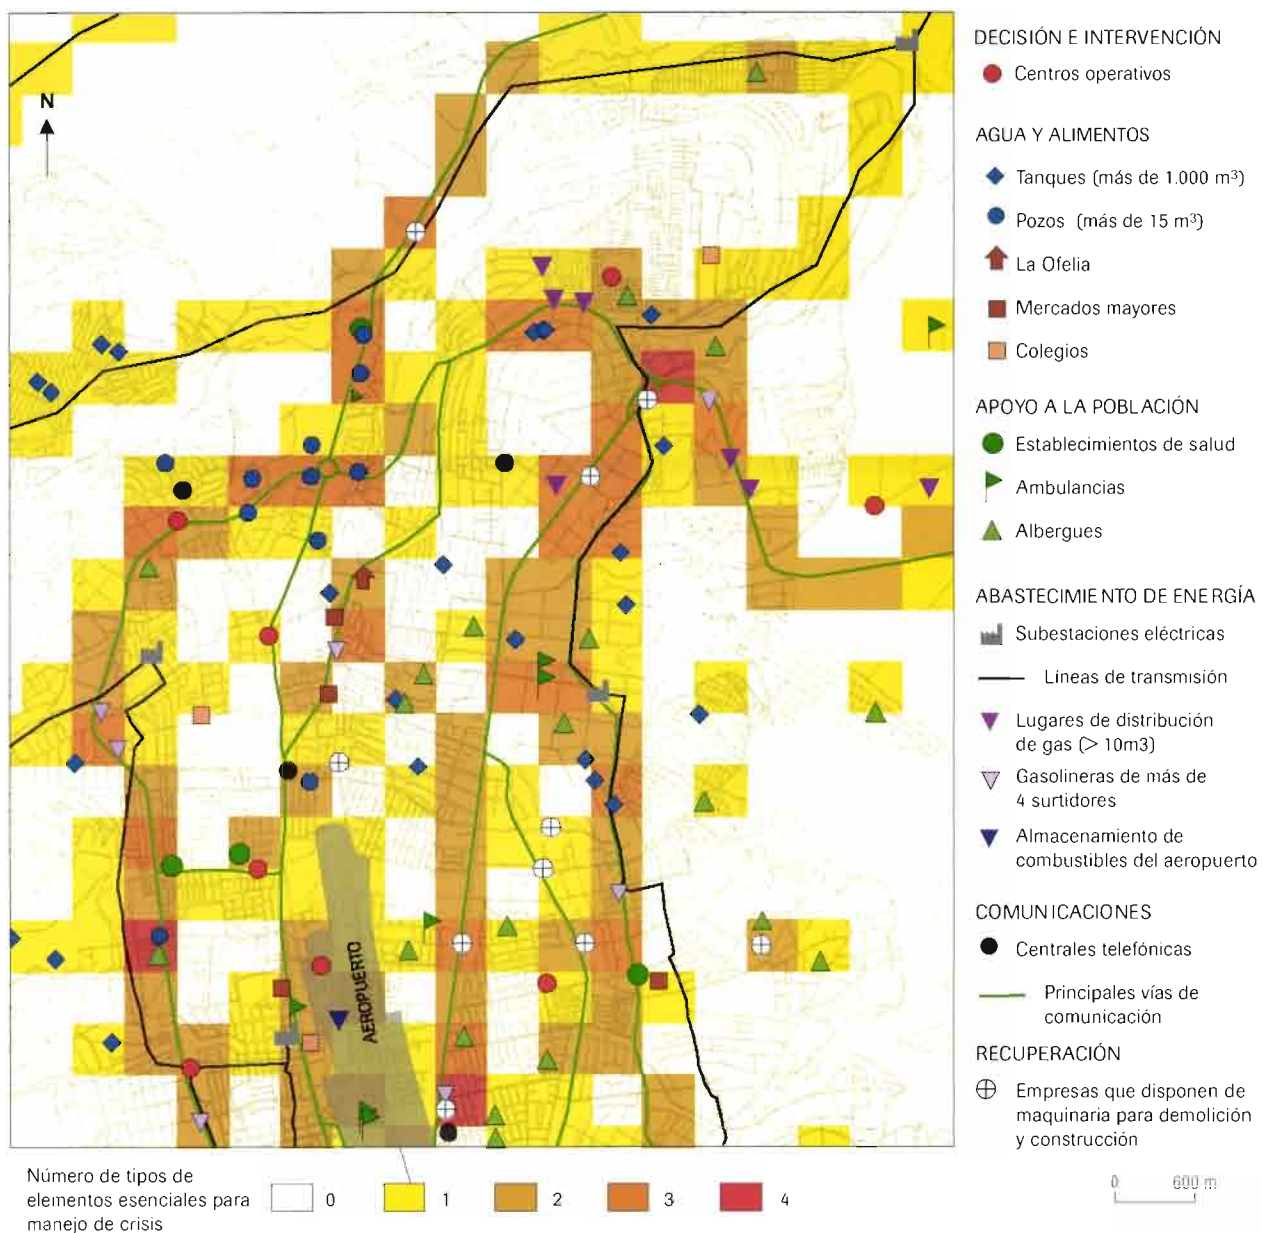 N
AEROPUERTO
DECISIÓN E INTERVENCIÓN
Centros operativos
AGUA Y ALIMENTOS
Tanques (más de 1.000 m³)
Pozos (más de 15 m³)
La Ofelia
Mercados mayores
Colegios
APOYO A LA POBLACIÓN
Establecimientos de salud
Ambulancias
Albergues
ABASTECIMIENTO DE ENERGÍA
Subestaciones eléctricas
Líneas de transmisión
Lugares de distribución
de gas (> 10m3)
Gasolineras de más de
4 surtidores
Almacenamiento de
combustibles del aeropuerto
COMUNICACIONES
Centrales telefónicas
Principales vías de
comunicación
RECUPERACIÓN
Empresas que disponen de
maquinaria para demolición
y construcción
Número de tipos de
elementos esenciales para
manejo de crisis
0 1 2 3 4
0 600 m